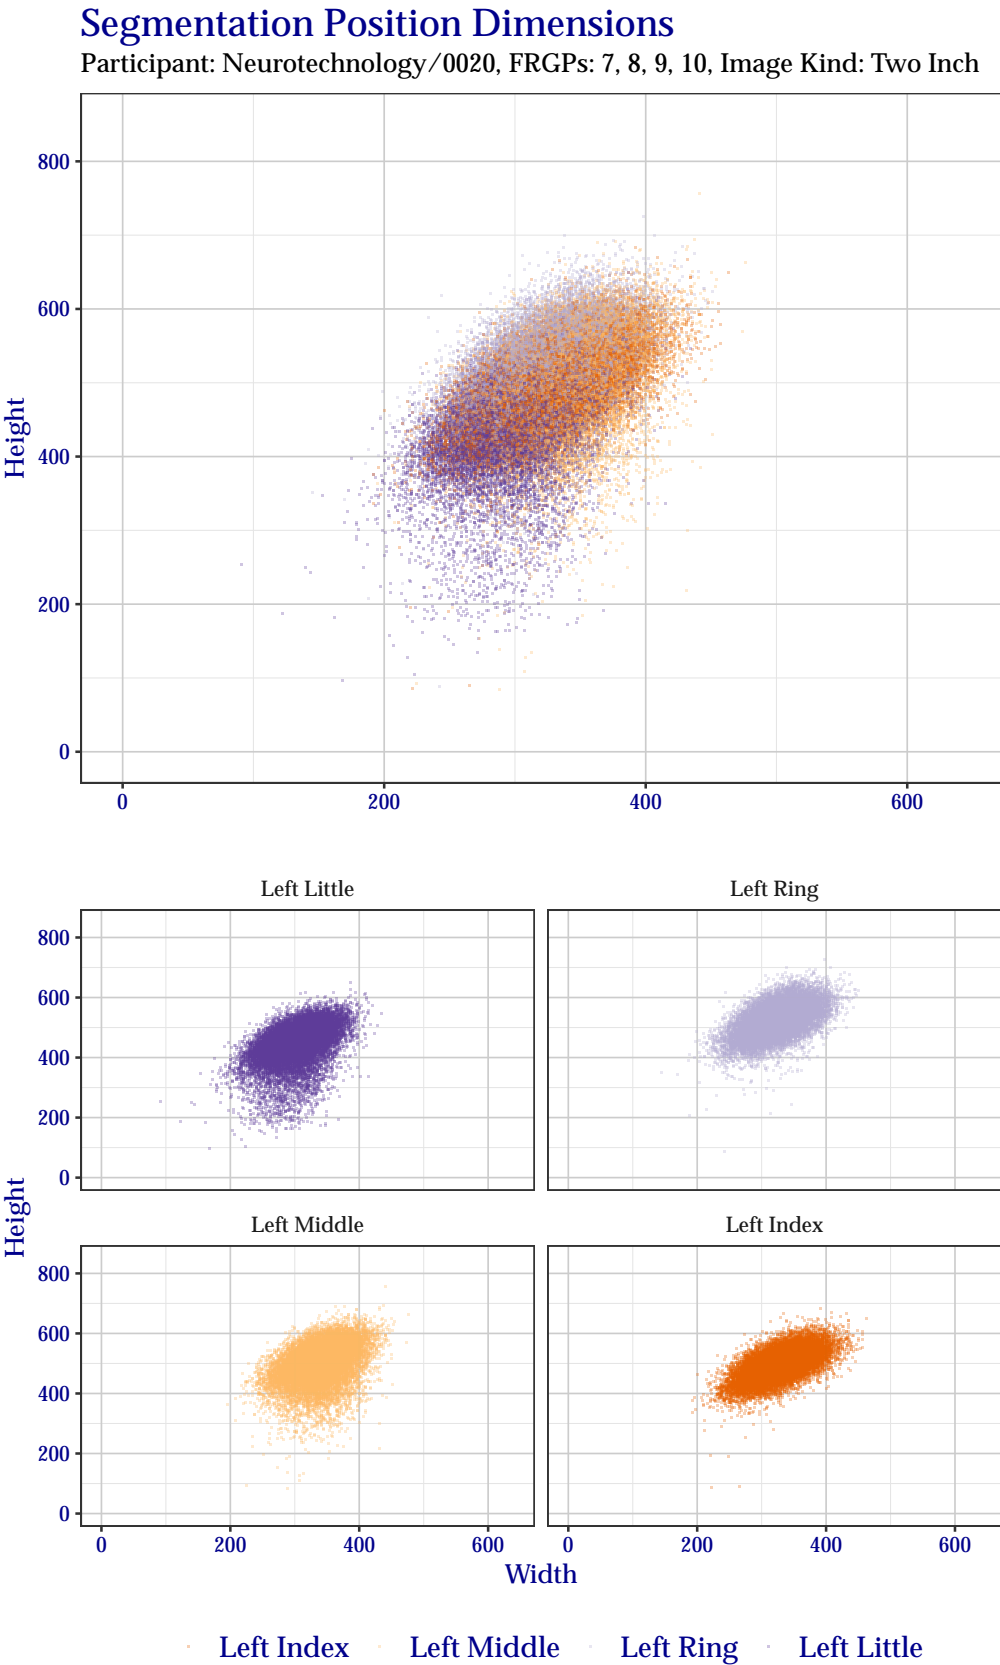 Segmentation Position Dimensions
Participant: Neurotechnology/0020, FRGPs: 7, 8, 9, 10, Image Kind: Two Inch
Height
800
600
400
200
0
0 200 400 600
Left Little Left Ring
800
600
400
200
0
Height
Left Middle Left Index
800
600
400
200
0
0 200 400 600 0 200 400 600
Width
Left Index Left Middle Left Ring Left Little